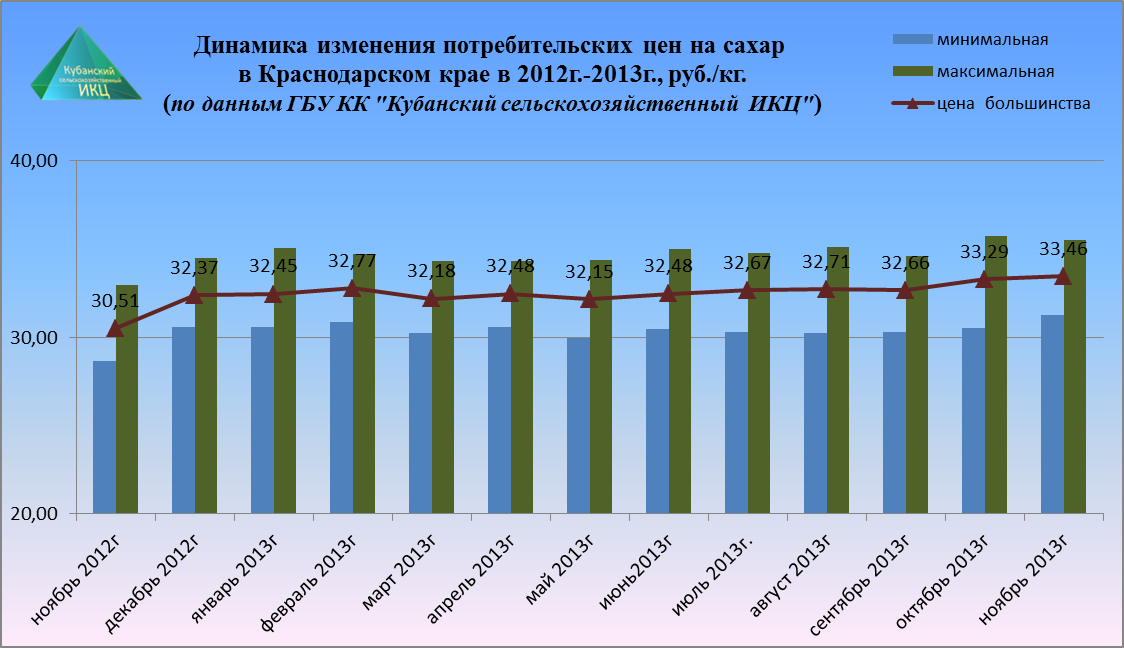 Кубанский
сельскохозяйственный
ИКЦ
Динамика изменения потребительских цен на сахар
в Краснодарском крае в 2012г.-2013г., руб./кг.
(по данным ГБУ КК "Кубанский сельскохозяйственный ИКЦ")
минимальная
максимальная
цена большинства
40,00
30,00
20,00
30,51
32,37
32,45
32,77
32,18
32,48
32,15
32,48
32,67
32,71
32,66
33,29
33,46
ноябрь 2012г
декабрь 2012г
январь 2013г
февраль 2013г
март 2013г
апрель 2013г
май 2013г
июнь2013г
июль 2013г.
август 2013г
сентябрь 2013г
октябрь 2013г
ноябрь 2013г